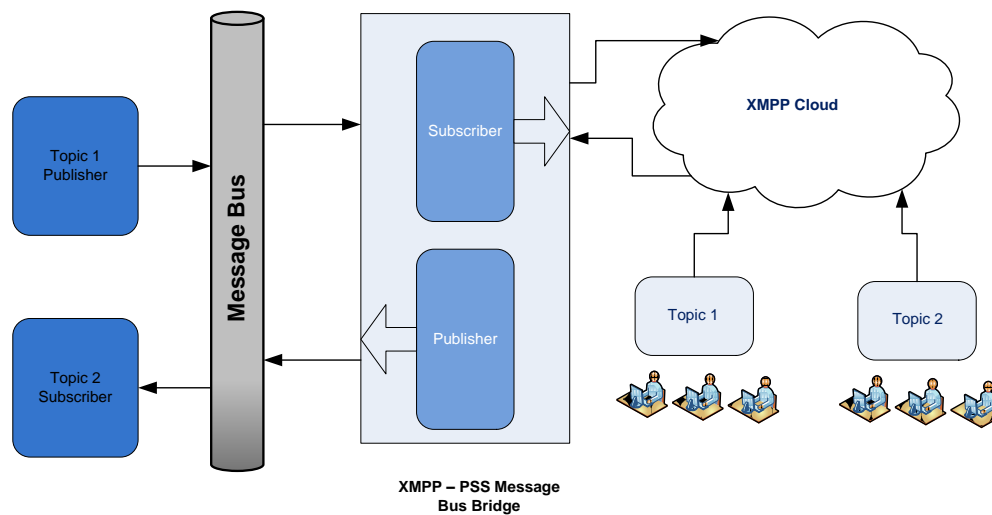 Topic 1
Publisher
Topic 2
Subscriber
Message Bus
Subscriber
Publisher
XMPP – PSS Message
Bus Bridge
XMPP Cloud
Topic 1
Topic 2